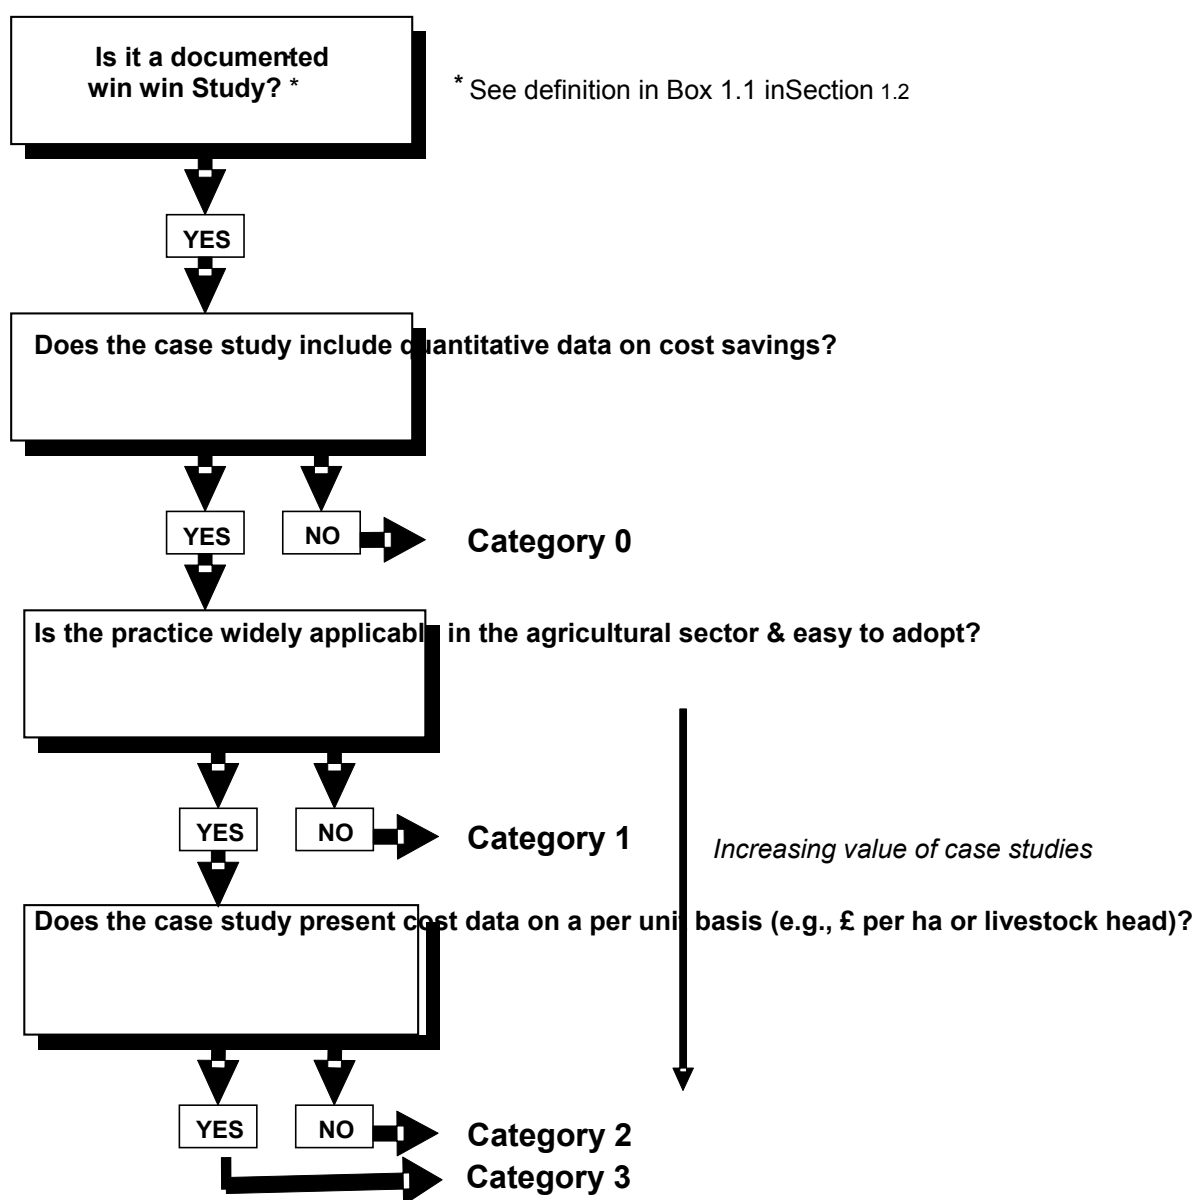 Is it a documented
win win Study? *
* See definition in Box 1.1 inSection 1.2
YES
Does the case study include quantitative data on cost savings?
YES
NO
Category 0
Is the practice widely applicable in the agricultural sector & easy to adopt?
YES
NO
Category 1
Increasing value of case studies
Does the case study present cost data on a per unit basis (e.g., £ per ha or livestock head)?
YES
NO
Category 2
Category 3